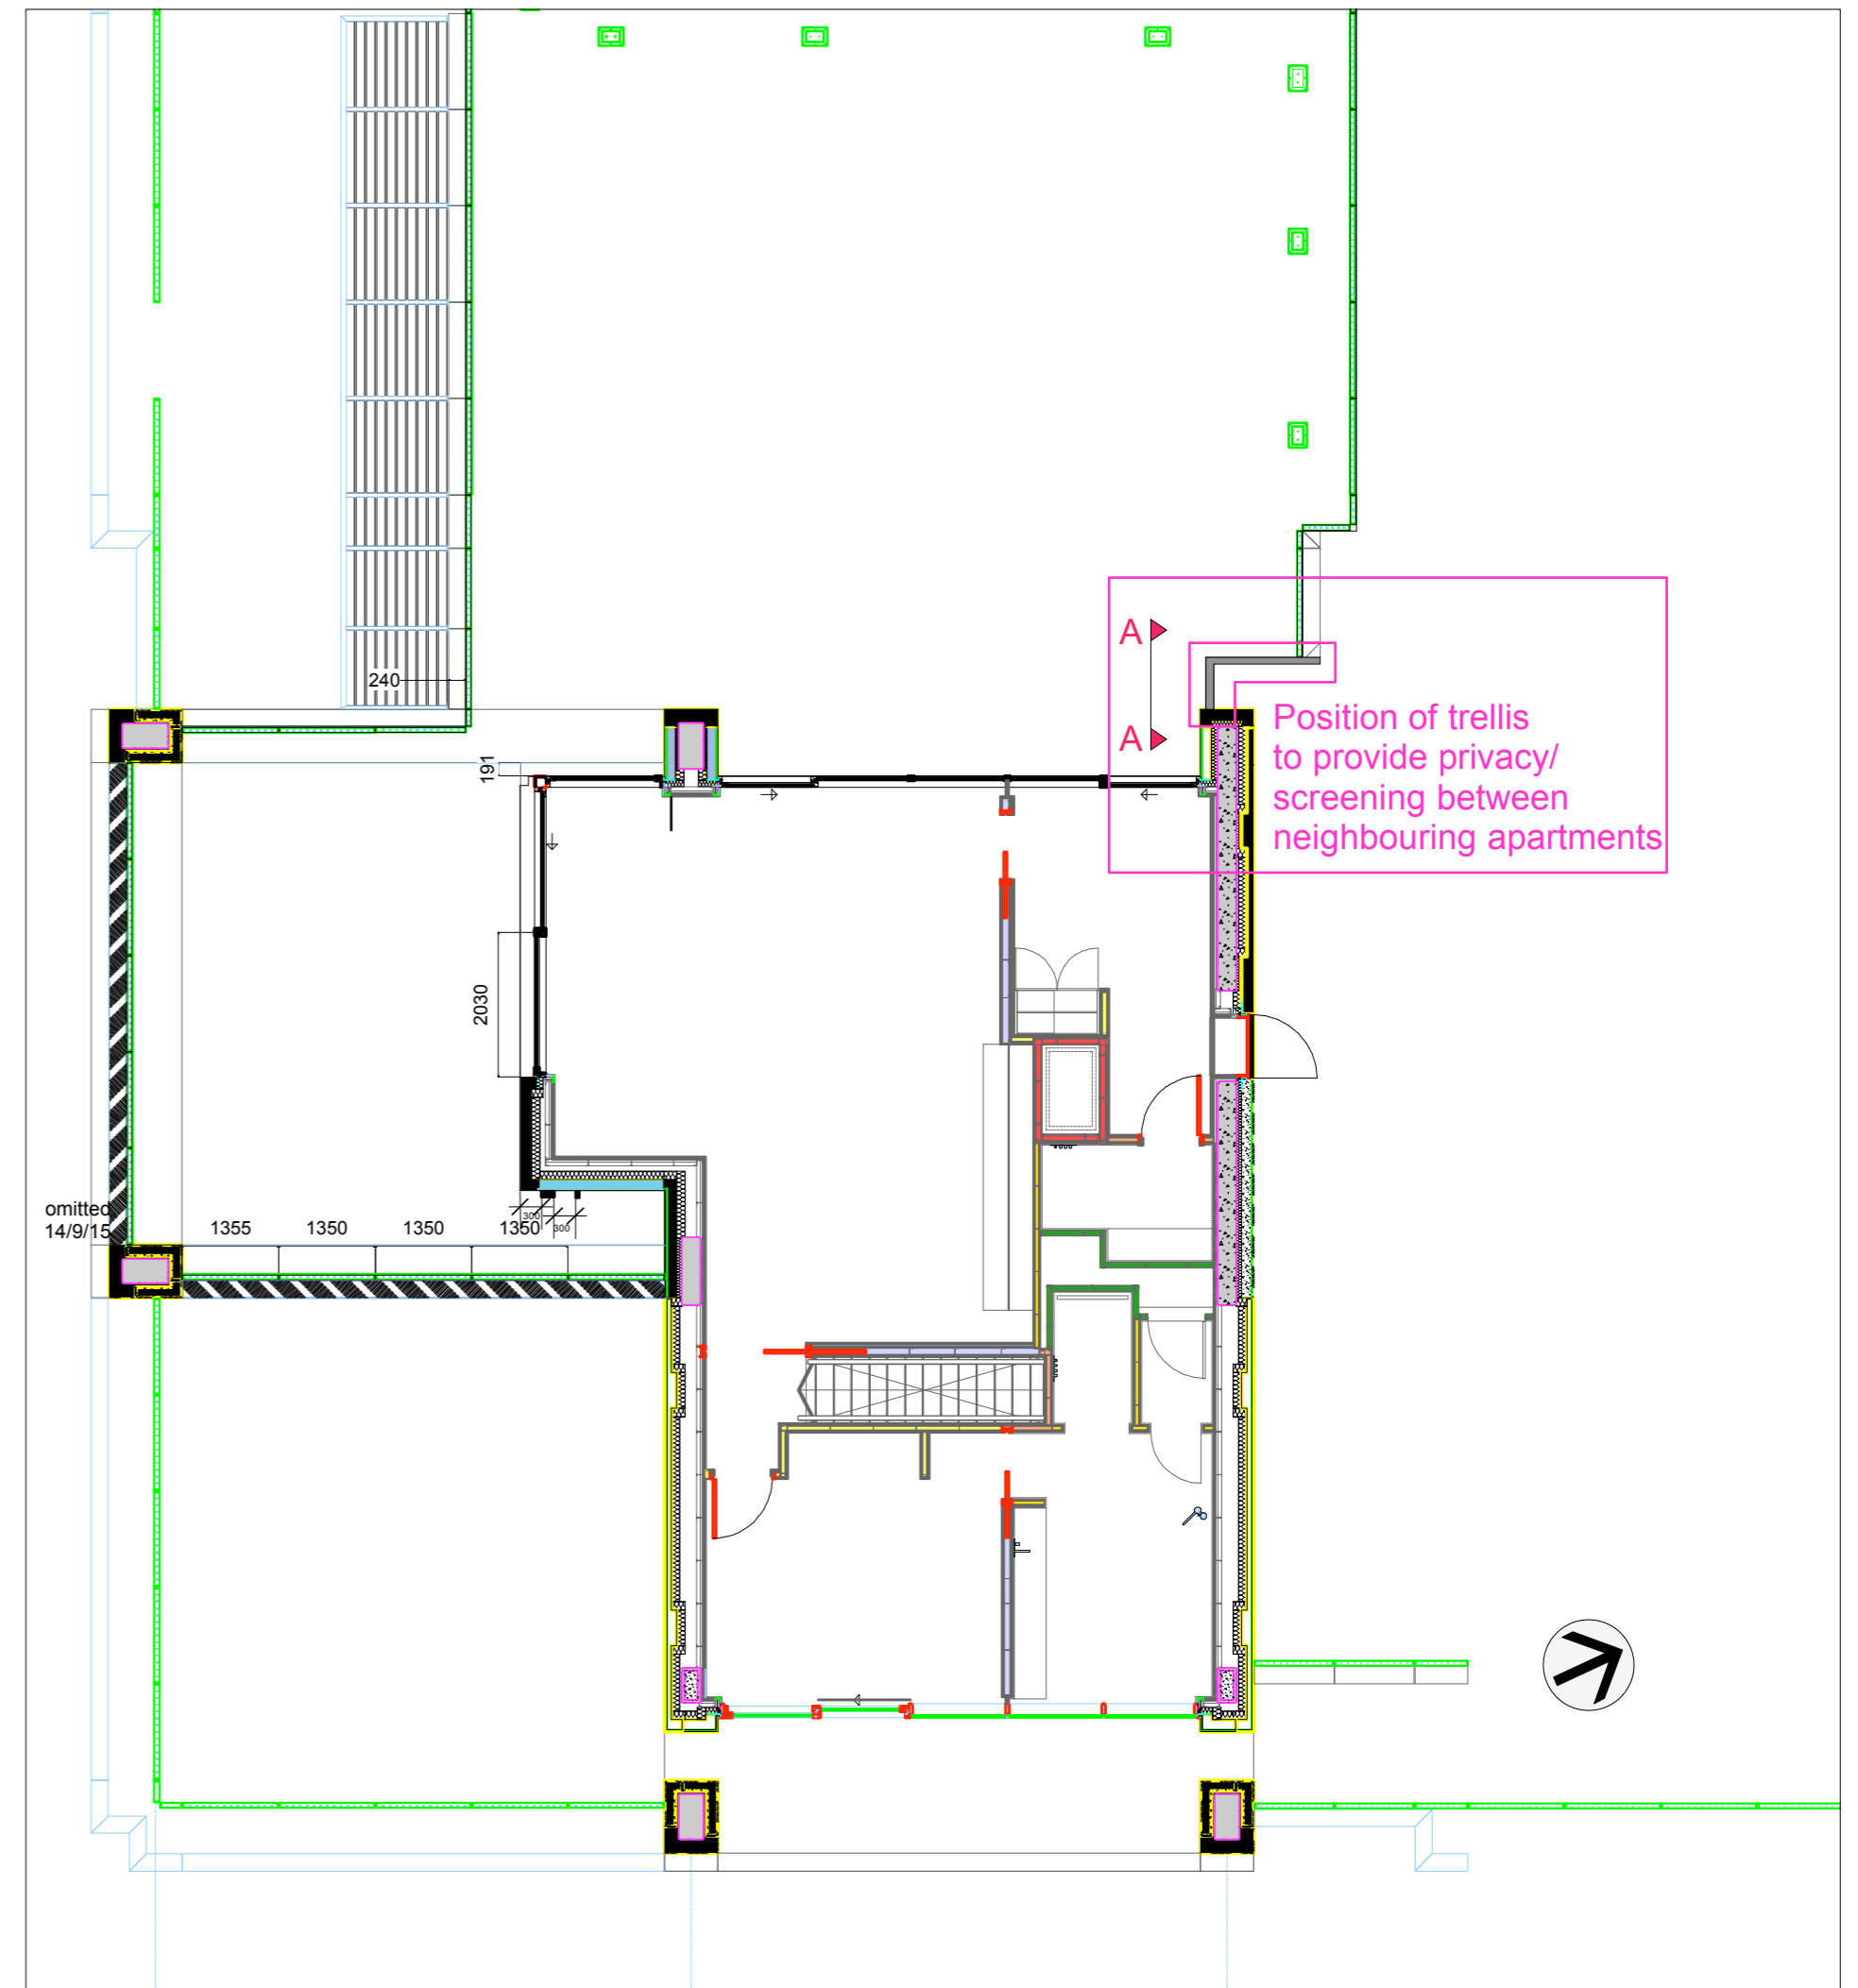 A
240
A
Position of trellis
to provide privacy/
screening between
neighbouring apartments
191
2030
omitted
14/9/15
1355
1350
1350
1350
300
300